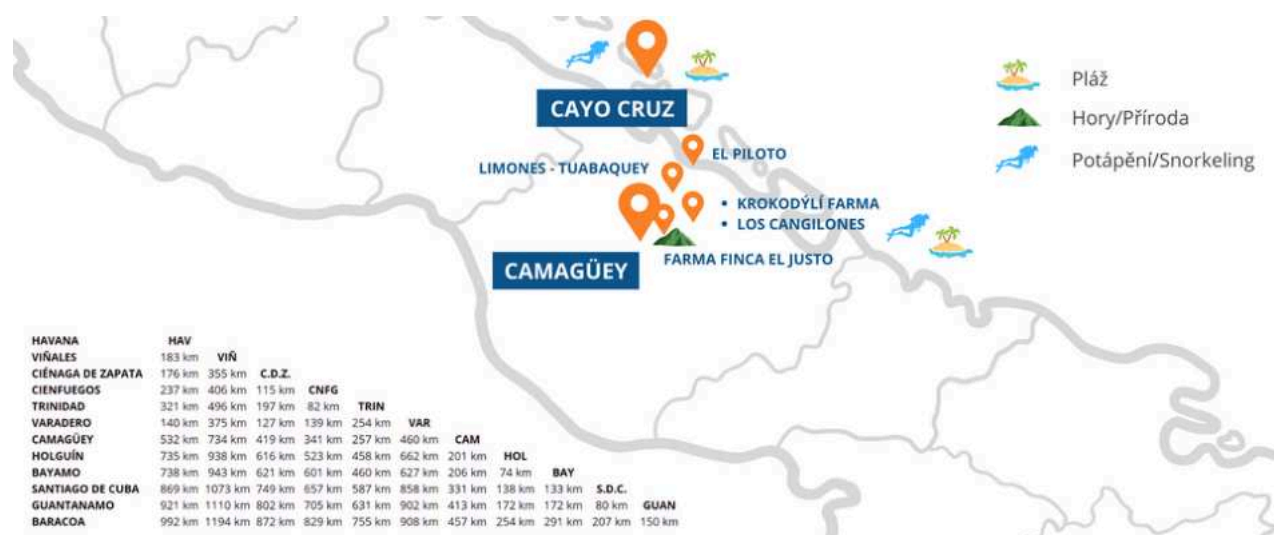 CAYO CRUZ
EL PILOTO
LIMONES - TUABAQUEY
• KROKODÝLÍ FARMA
• LOS CANGILONES
FARMA FINCA EL JUSTO
CAMAGÜEY
Pláž
Hory/Příroda
Potápění/Snorkeling
HAVANA HAV
VIÑALES 183 km VIÑ
CIÉNAGA DE ZAPATA 176 km 355 km C.D.Z.
CIENFUEGOS 237 km 406 km 115 km CNFG
TRINIDAD 321 km 496 km 197 km 82 km TRIN
VARADERO 140 km 375 km 127 km 139 km 254 km VAR
CAMAGÜEY 532 km 734 km 419 km 341 km 257 km 460 km CAM
HOLGUÍN 735 km 938 km 616 km 523 km 458 km 662 km 201 km HOL
BAYAMO 738 km 943 km 621 km 601 km 460 km 627 km 206 km 74 km BAY
SANTIAGO DE CUBA 869 km 1073 km 749 km 657 km 587 km 858 km 331 km 138 km 133 km S.D.C.
GUANTANAMO 921 km 1110 km 802 km 705 km 631 km 902 km 413 km 172 km 172 km 80 km GUAN
BARACOA 992 km 1194 km 872 km 829 km 755 km 908 km 457 km 254 km 291 km 207 km 150 km